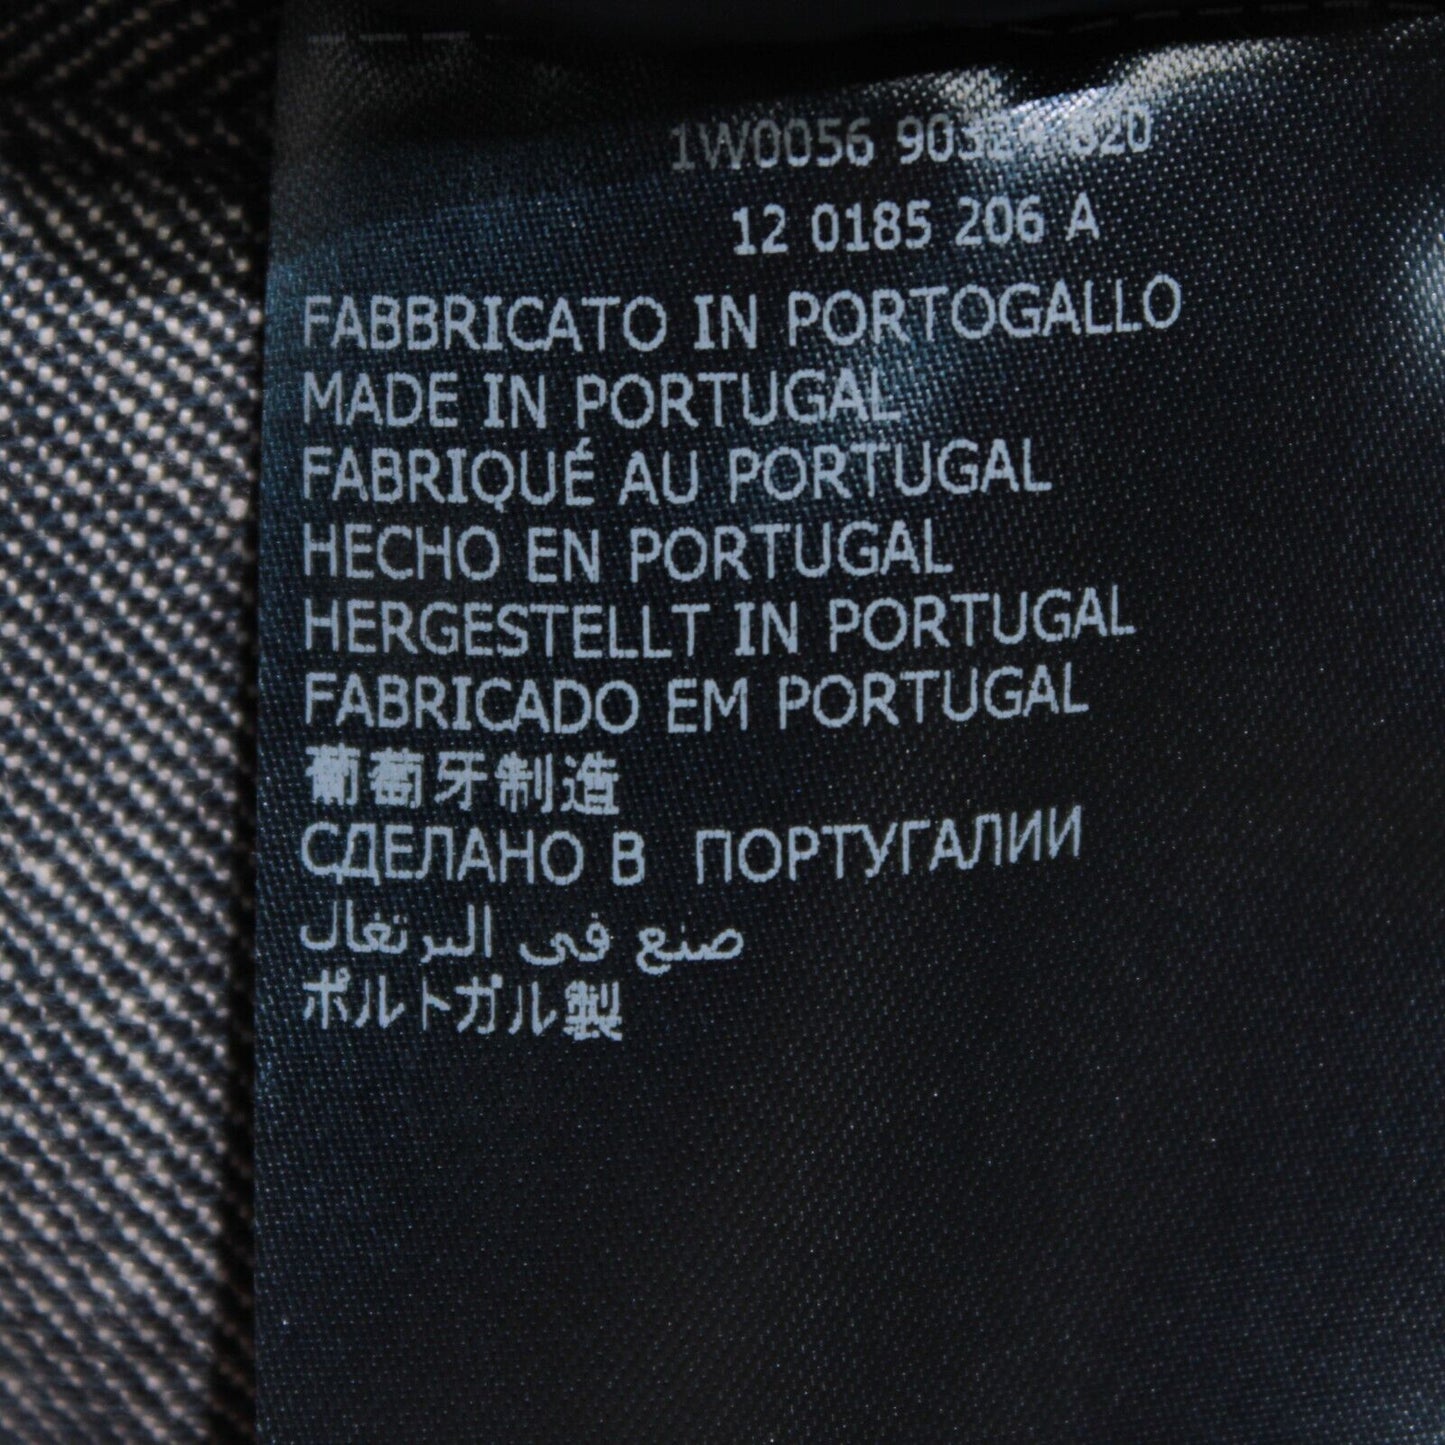 1W0056
12 0185 206 A
FABBRICATO IN PORTOGALLO
MADE IN PORTUGAL
FABRIQUÉ AU PORTUGAL
HECHO EN PORTUGAL
HERGESTELLT IN PORTUGAL
FABRICADO EM PORTUGAL
葡萄牙制造
СДЕЛАНО В ПОРТУГАЛИИ
صنع في البرتغال
ポルトガル製